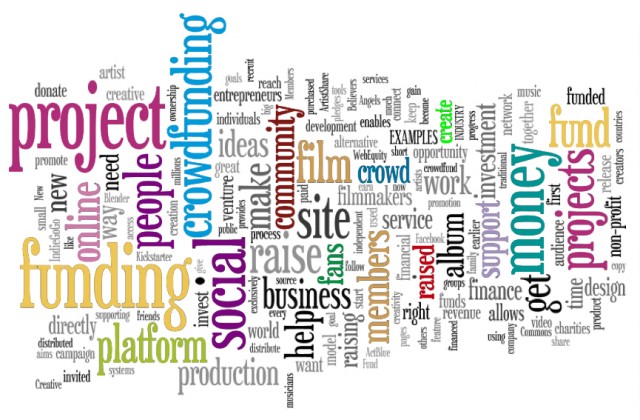 project
funding
crowdfunding
social
people
money
projects
fund
site
raise
community
film
crowd
platform
online
business
help
fans
members
raised
album
support
investment
get
create
work
ideas
make
need
new
way
great
venture
entrepreneurs
individuals
development
alternative
EXAMPLES
opportunity
filmmakers
service
finance
allows
time
design
non-profit
creators
release
funded
audience
first
network
together
music
artist
donate
creative
promote
small
New
IndieGoGo
like
Blender
access
Kickstarter
creation
millions
ownership
goals
recruit
reach
Members
purchased
ArtistShare
pledges
tools
Believers
Angels
services
much
connect
keep
gain
become
INDUSTRY
progress
enables
WebEquity
short
crowdfund
artists
promotion
earn
now
paid
used
process
provides
public
give
invest
source
exclusively
every
world
distribute
production
musicians
want
model
goal
raising
start
follow
independent
financial
Facebook
family
earlier
traditional
groups
funds
revenue
right
creativity
pages
others
feature
financed
ActBlue
Fund
using
company
video
Commons
charities
share
product
copy
countries
directly
supporting
friends
distributed
aims
campaign
Creative
invited
systems